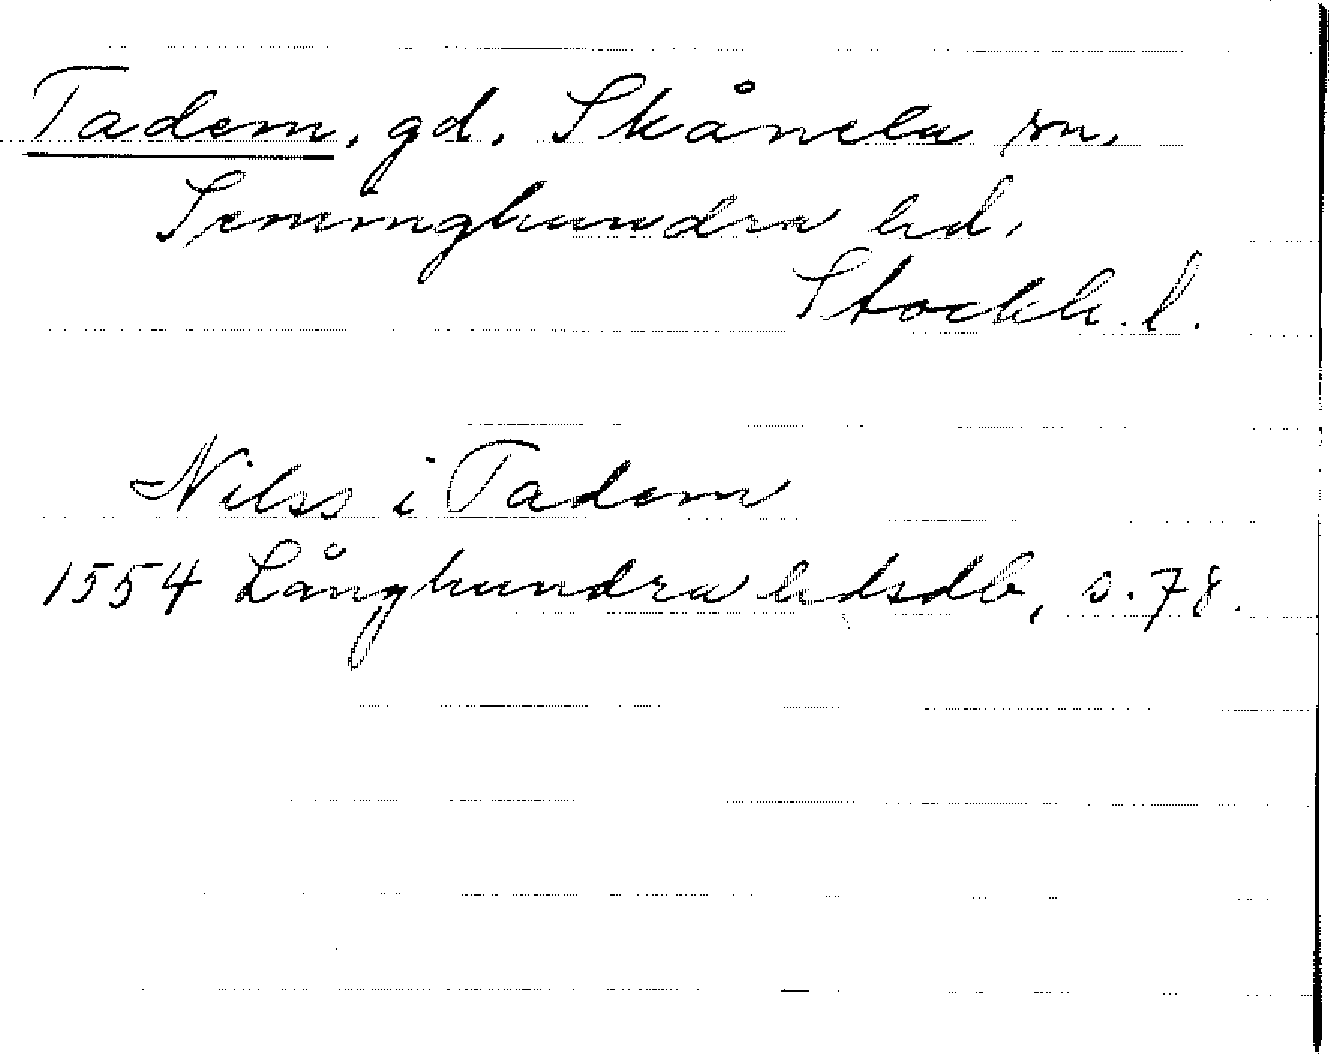 Tadem, gd. Skånela sn.
Seminghundra hd.
Stockh. l.
Nilss i Tadem
1554 Långhundra hdsdb, s. 78.